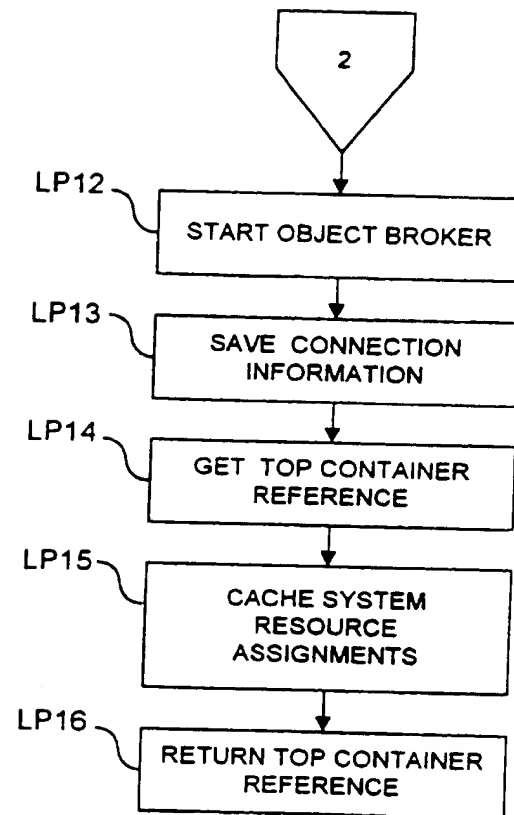 2
LP12
START OBJECT BROKER
LP13
SAVE CONNECTION
INFORMATION
LP14
GET TOP CONTAINER
REFERENCE
LP15
CACHE SYSTEM
RESOURCE
ASSIGNMENTS
LP16
RETURN TOP CONTAINER
REFERENCE